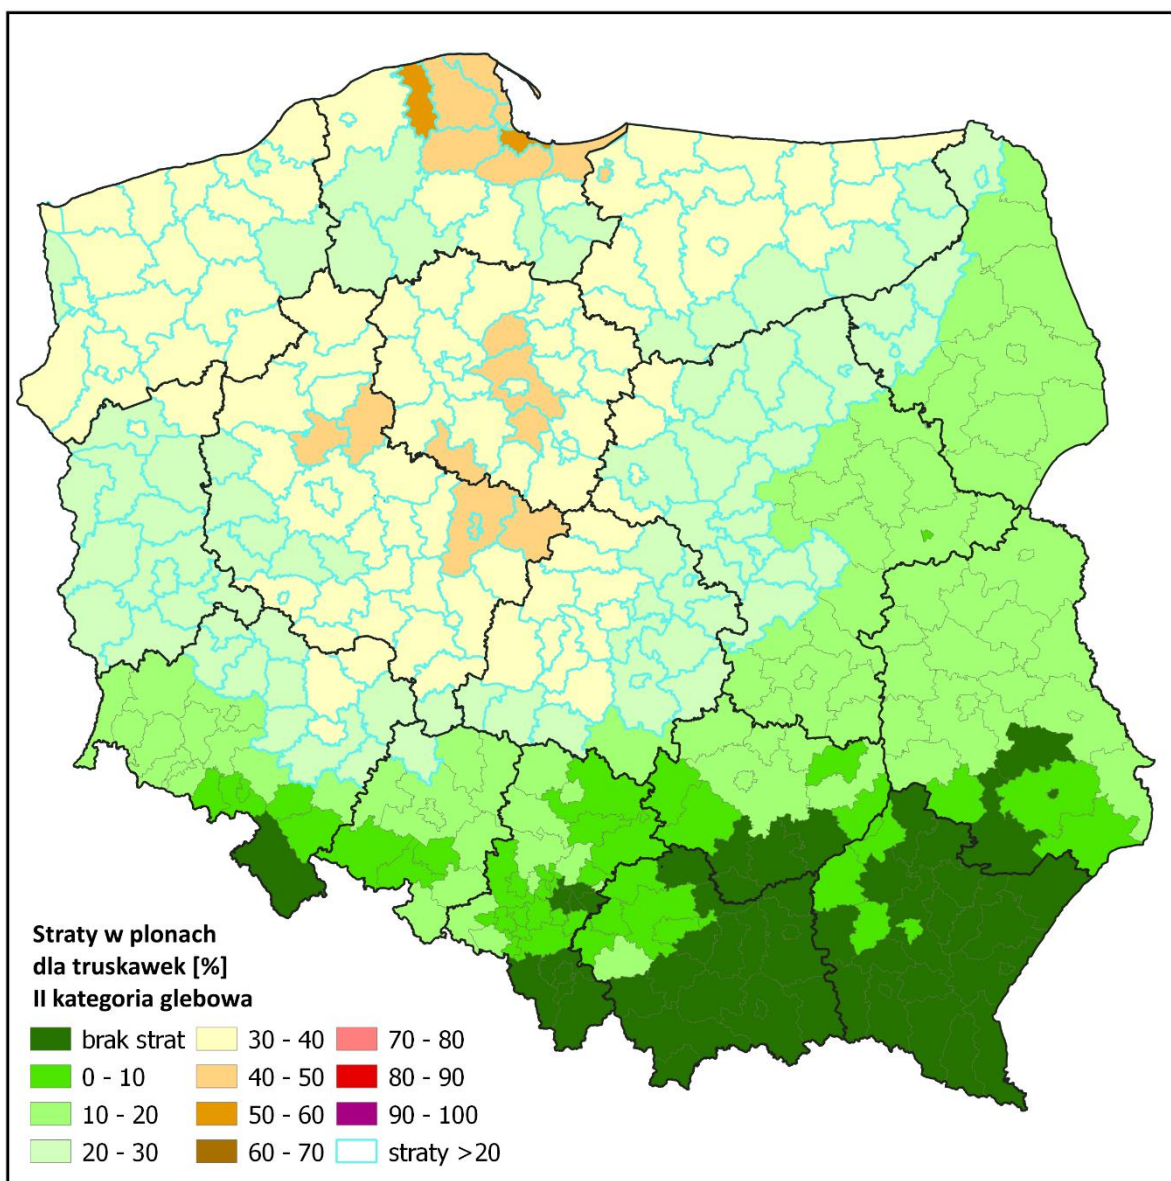 Straty w plonach
dla truskawek [%]
II kategoria glebowa
brak strat
0 - 10
10 - 20
20 - 30
30 - 40
40 - 50
50 - 60
60 - 70
70 - 80
80 - 90
90 - 100
straty >20